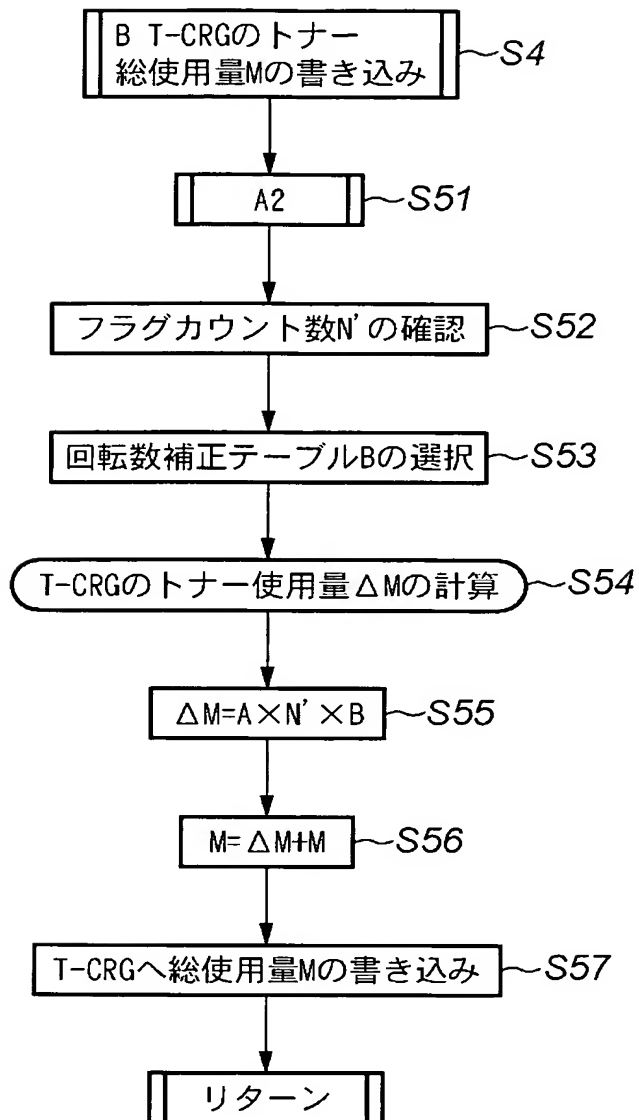 B T-CRGのトナー
総使用量Mの書き込み
S4
A2
S51
フラグカウント数N'の確認
S52
回転数補正テーブルBの選択
S53
T-CRGのトナー使用量ΔMの計算
S54
ΔM=A×N'×B
S55
M=ΔM+M
S56
T-CRGへ総使用量Mの書き込み
S57
リターン